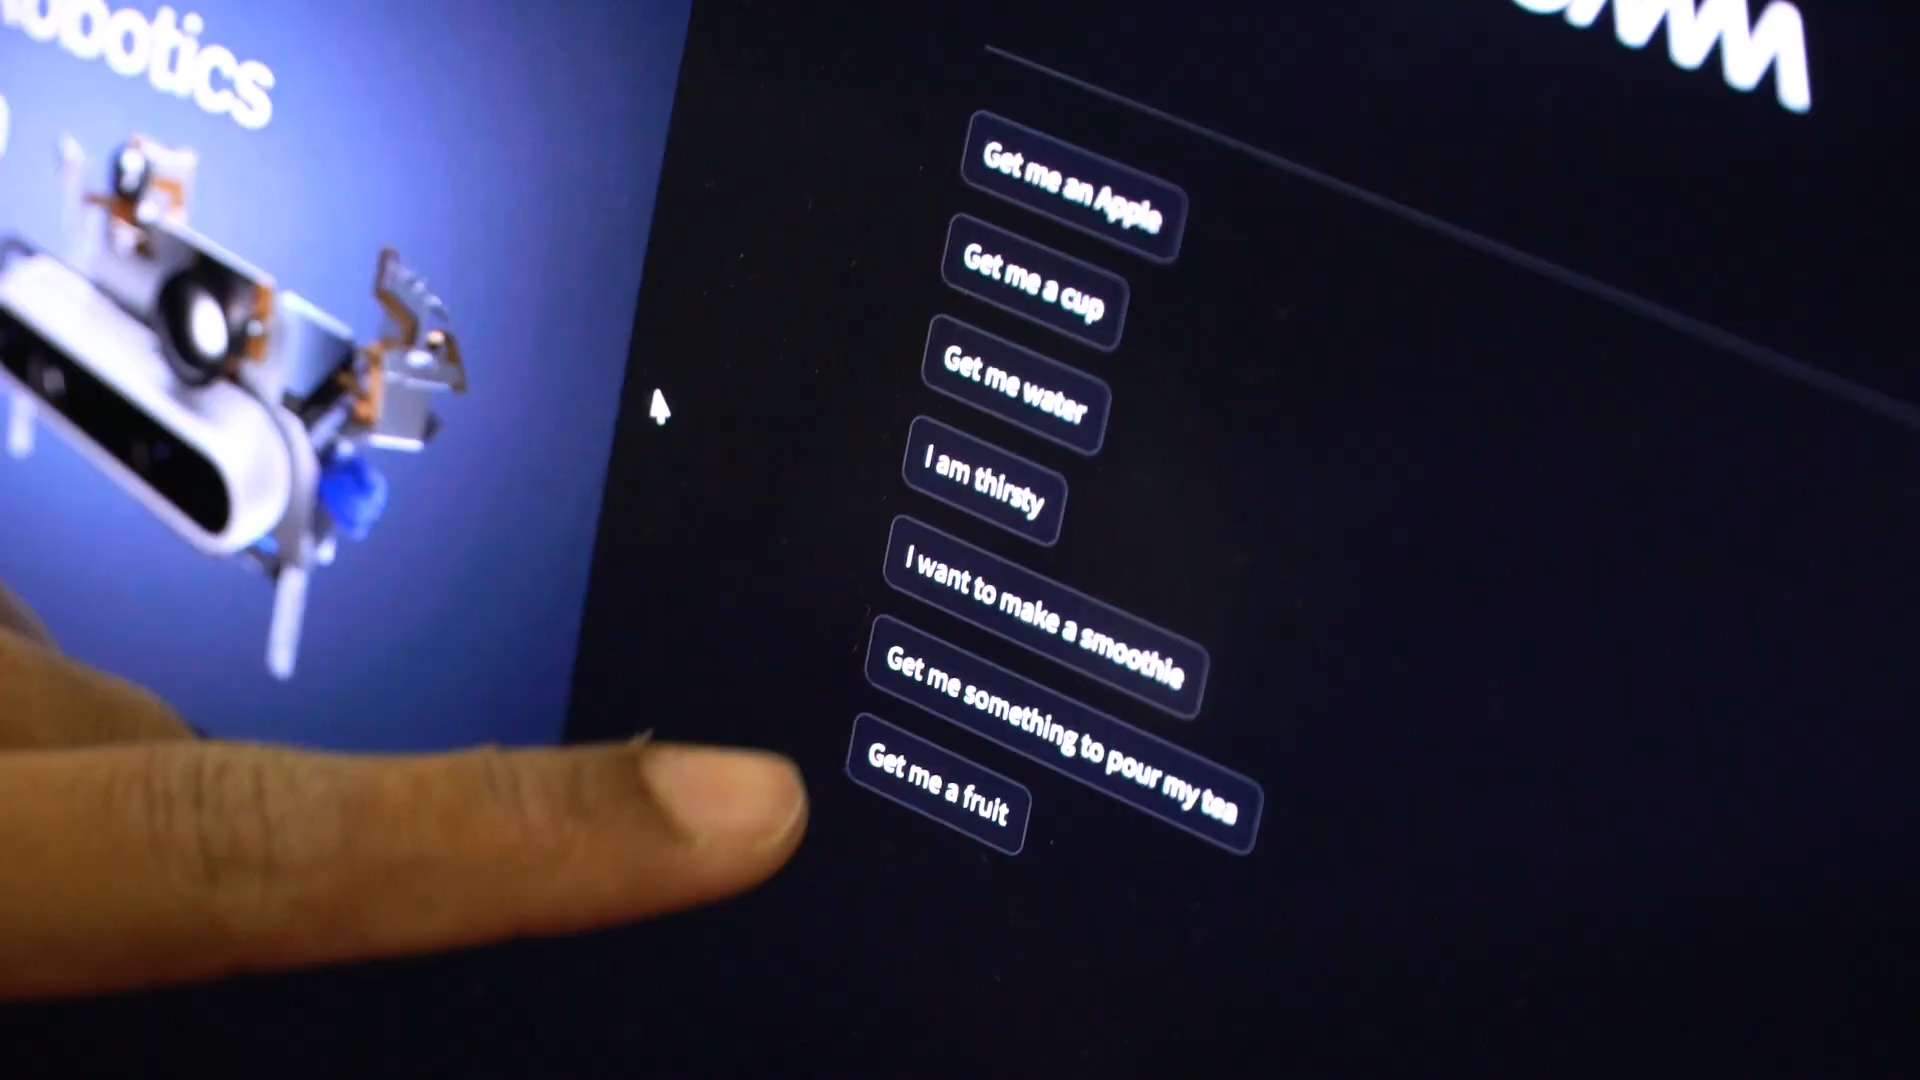 Robotics
Get me an Apple
Get me a cup
Get me water
I am thirsty
I want to make a smoothie
Get me something to pour my tea
Get me a fruit